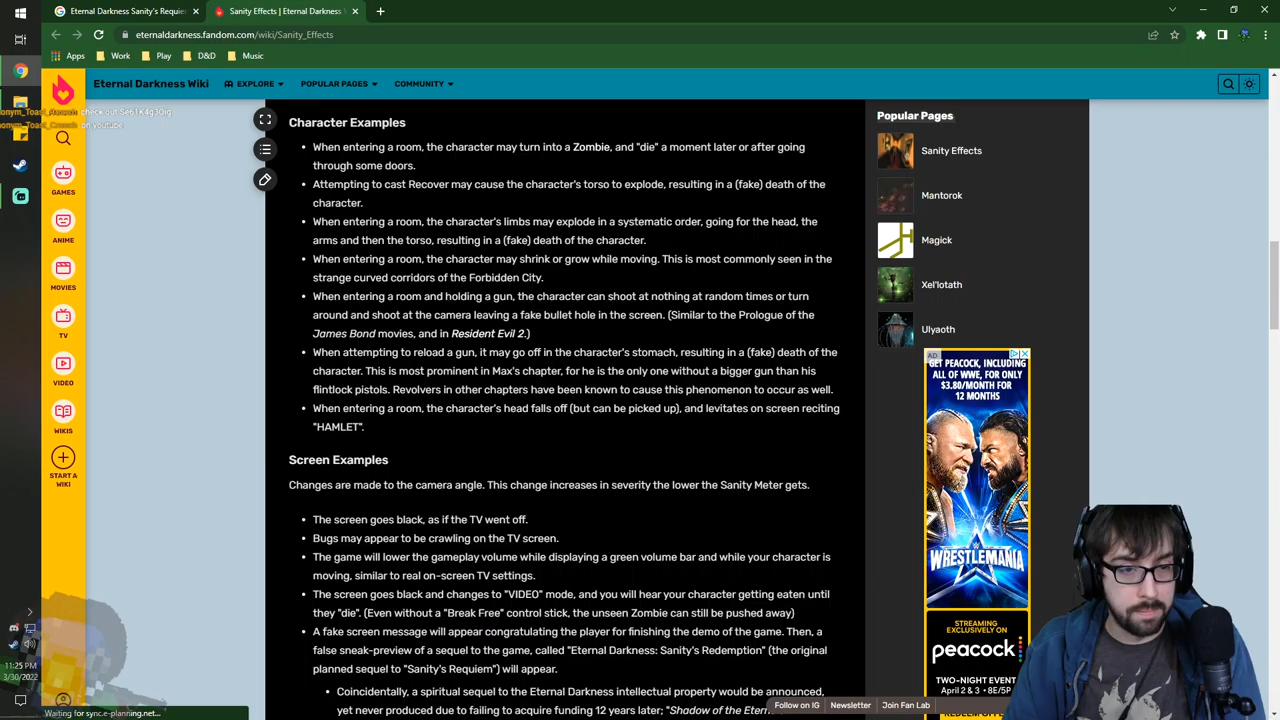 Eternal Darkness Sanity's Requie
Sanity Effects | Eternal Darkness
eternaldarkness.fandom.com/wiki/Sanity_Effects
Apps
Work
Play
D&D
Music
Eternal Darkness Wiki
EXPLORE
POPULAR PAGES
COMMUNITY
on youtube
GAMES
ANIME
MOVIES
TV
VIDEO
WIKIS
START A
WIKI
Character Examples
When entering a room, the character may turn into a Zombie, and "die" a moment later or after going
through some doors.
Attempting to cast Recover may cause the character's torso to explode, resulting in a (fake) death of the
character.
When entering a room, the character's limbs may explode in a systematic order, going for the head, the
arms and then the torso, resulting in a (fake) death of the character.
When entering a room, the character may shrink or grow while moving. This is most commonly seen in the
strange curved corridors of the Forbidden City.
When entering a room and holding a gun, the character can shoot at nothing at random times or turn
around and shoot at the camera leaving a fake bullet hole in the screen. (Similar to the Prologue of the
James Bond movies, and in Resident Evil 2.)
When attempting to reload a gun, it may go off in the character's stomach, resulting in a (fake) death of the
character. This is most prominent in Max's chapter, for he is the only one without a bigger gun than his
flintlock pistols. Revolvers in other chapters have been known to cause this phenomenon to occur as well.
When entering a room, the character's head falls off (but can be picked up), and levitates on screen reciting
"HAMLET".
Screen Examples
Changes are made to the camera angle. This change increases in severity the lower the Sanity Meter gets.
The screen goes black, as if the TV went off.
Bugs may appear to be crawling on the TV screen.
The game will lower the gameplay volume while displaying a green volume bar and while your character is
moving, similar to real on-screen TV settings.
The screen goes black and changes to "VIDEO" mode, and you will hear your character getting eaten until
they "die". (Even without a "Break Free" control stick, the unseen Zombie can still be pushed away)
A fake screen message will appear congratulating the player for finishing the demo of the game. Then, a
false sneak-preview of a sequel to the game, called "Eternal Darkness: Sanity's Redemption" (the original
planned sequel to "Sanity's Requiem") will appear.
Coincidentally, a spiritual sequel to the Eternal Darkness intellectual property would be announced,
yet never produced due to failing to acquire funding 12 years later; "Shadow of the Eter
Popular Pages
Sanity Effects
Mantorok
Magick
Xel'lotath
Ulyaoth
AD
GET PEACOCK, INCLUDING
ALL OF WWE, FOR ONLY
$3.80/MONTH FOR
12 MONTHS
WRESTLEMANIA
STREAMING
EXCLUSIVELY ON
peacock
TWO-NIGHT EVENT
April 2 & 3 • 8E/5P
Follow on IG
Newsletter
Join Fan Lab
11:25 PM
3/30/2022
Waiting for sync.e-planning.net...